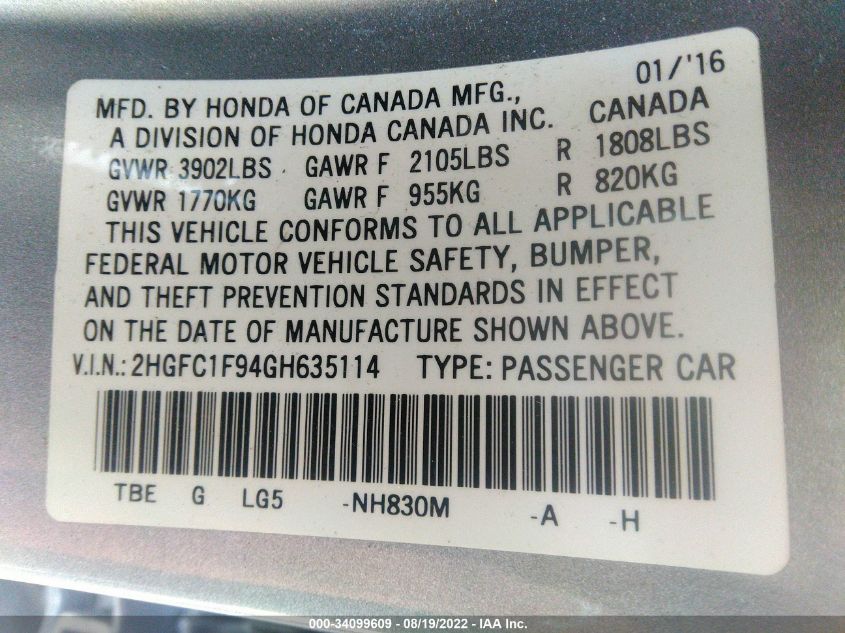 01/'16
MFD. BY HONDA OF CANADA MFG.,
A DIVISION OF HONDA CANADA INC. CANADA
GVWR 3902LBS GAWR F 2105LBS R 1808LBS
GVWR 1770KG GAWR F 955KG R 820KG
THIS VEHICLE CONFORMS TO ALL APPLICABLE
FEDERAL MOTOR VEHICLE SAFETY, BUMPER,
AND THEFT PREVENTION STANDARDS IN EFFECT
ON THE DATE OF MANUFACTURE SHOWN ABOVE.
V.I.N.: 2HGFC1F94GH635114 TYPE: PASSENGER CAR
TBE G LG5 -NH830M -A -H
000-34099609 - 08/19/2022 - IAA Inc.